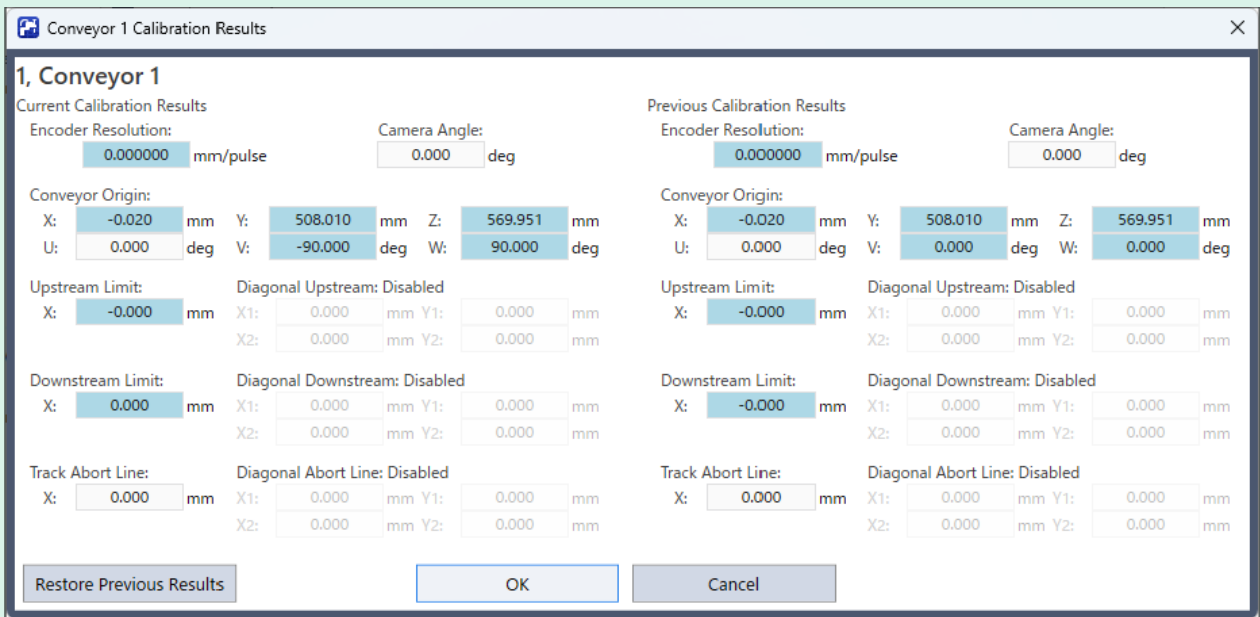 Conveyor 1 Calibration Results
1, Conveyor 1
Current Calibration Results Previous Calibration Results
Encoder Resolution: Camera Angle: Encoder Resolution: Camera Angle:
0.000000 mm/pulse 0.000 deg 0.000000 mm/pulse 0.000 deg
Conveyor Origin: Conveyor Origin:
X: -0.020 mm Y: 508.010 mm Z: 569.951 mm X: -0.020 mm Y: 508.010 mm Z: 569.951 mm
U: 0.000 deg V: -90.000 deg W: 90.000 deg U: 0.000 deg V: 0.000 deg W: 0.000 deg
Upstream Limit: Diagonal Upstream: Disabled Upstream Limit: Diagonal Upstream: Disabled
X: -0.000 mm X1: 0.000 mm Y1: 0.000 mm X: -0.000 mm X1: 0.000 mm Y1: 0.000 mm
X2: 0.000 mm Y2: 0.000 mm X2: 0.000 mm Y2: 0.000 mm
Downstream Limit: Diagonal Downstream: Disabled Downstream Limit: Diagonal Downstream: Disabled
X: 0.000 mm X1: 0.000 mm Y1: 0.000 mm X: -0.000 mm X1: 0.000 mm Y1: 0.000 mm
X2: 0.000 mm Y2: 0.000 mm X2: 0.000 mm Y2: 0.000 mm
Track Abort Line: Diagonal Abort Line: Disabled Track Abort Line: Diagonal Abort Line: Disabled
X: 0.000 mm X1: 0.000 mm Y1: 0.000 mm X: 0.000 mm X1: 0.000 mm Y1: 0.000 mm
X2: 0.000 mm Y2: 0.000 mm X2: 0.000 mm Y2: 0.000 mm
Restore Previous Results OK Cancel